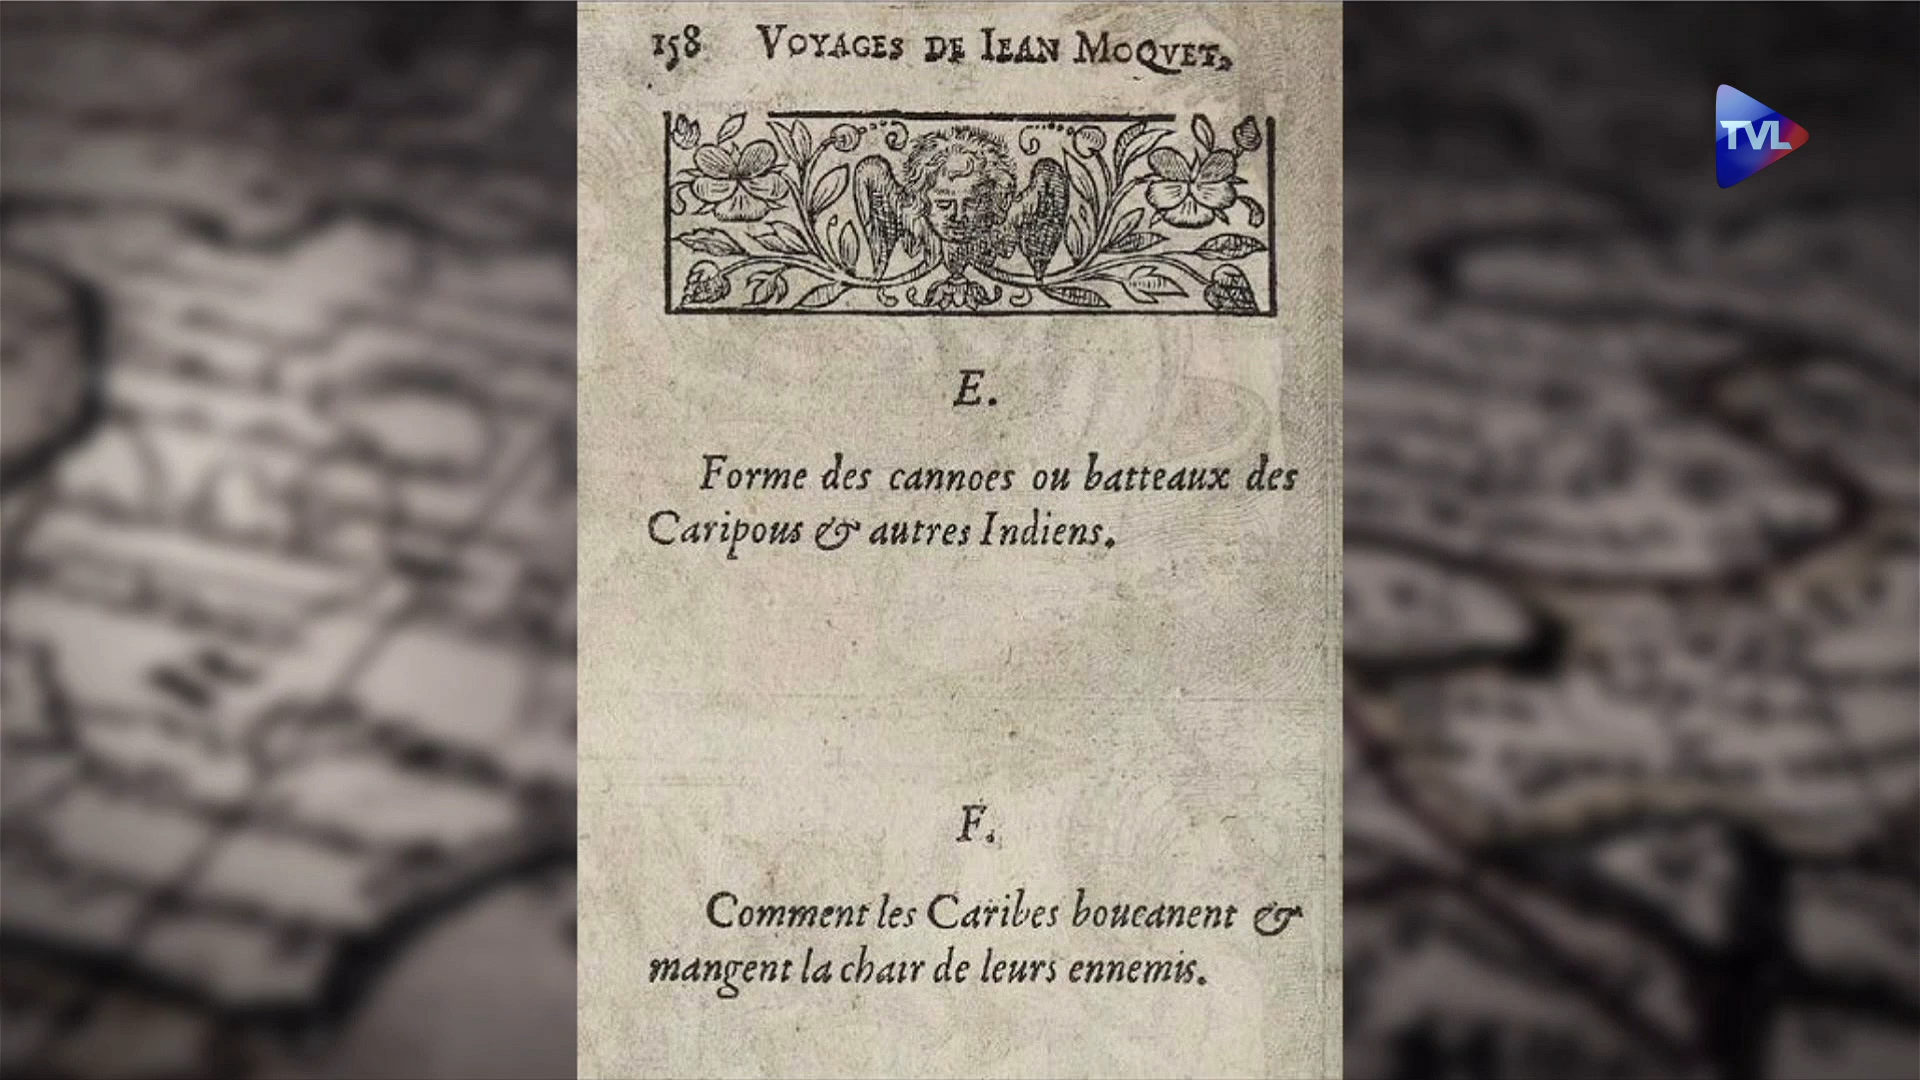 158 VOYAGES DE IEAN MOQVET,
TVL
E.
Forme des cannoes ou batteaux des
Caripous & autres Indiens.
F.
Comment les Caribes boucanent &
mangent la chair de leurs ennemis.